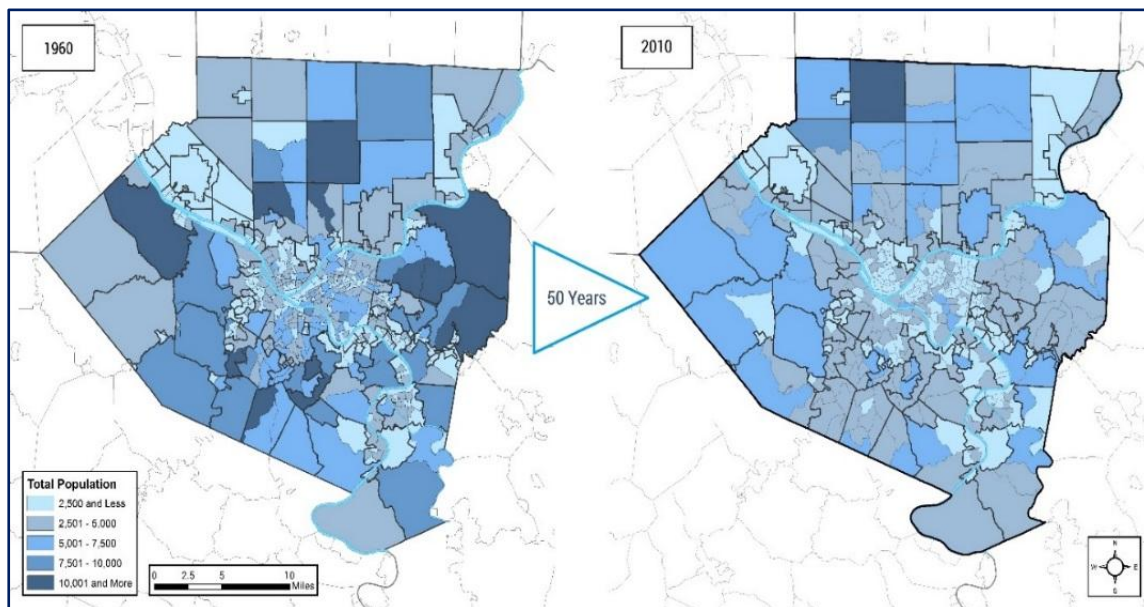 1960
2010
50 Years
Total Population
2,500 and Less
2,501 - 5,000
5,001 - 7,500
7,501 - 10,000
10,001 and More
0 2.5 5 10
Miles
N
W E
S